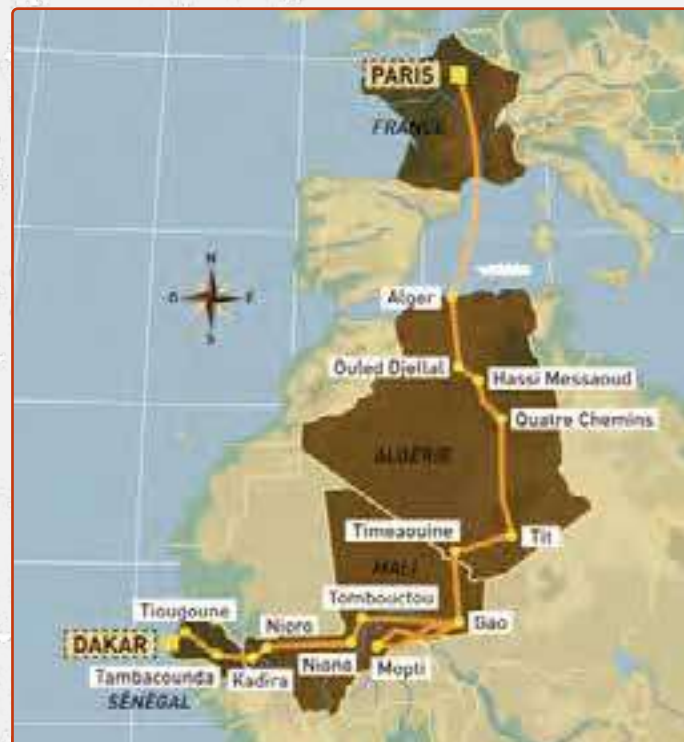 PARIS
FRANCE
N
O
E
S
Alger
Ouled Djellal
Hassi Messaoud
Quatre Chemins
ALGÉRIE
Timeaouine
Tit
MALI
Tombouctou
Tiougoune
Gao
Nioro
DAKAR
Niono
Mopti
Tambacounda
Kadira
SÉNÉGAL